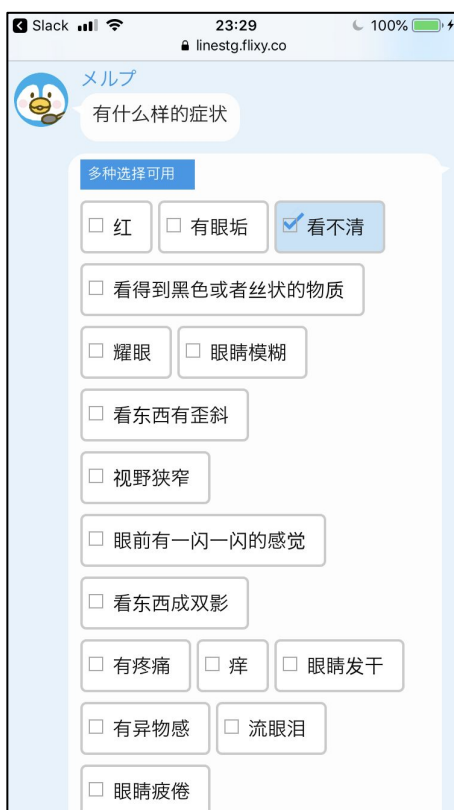 Slack 23:29 100%
linestg.flixy.co
メルプ
有什么样的症状
多种选择可用
红 有眼垢 看不清
看得到黑色或者丝状的物质
耀眼 眼睛模糊
看东西有歪斜
视野狭窄
眼前有一闪一闪的感觉
看东西成双影
有疼痛 痒 眼睛发干
有异物感 流眼泪
眼睛疲倦